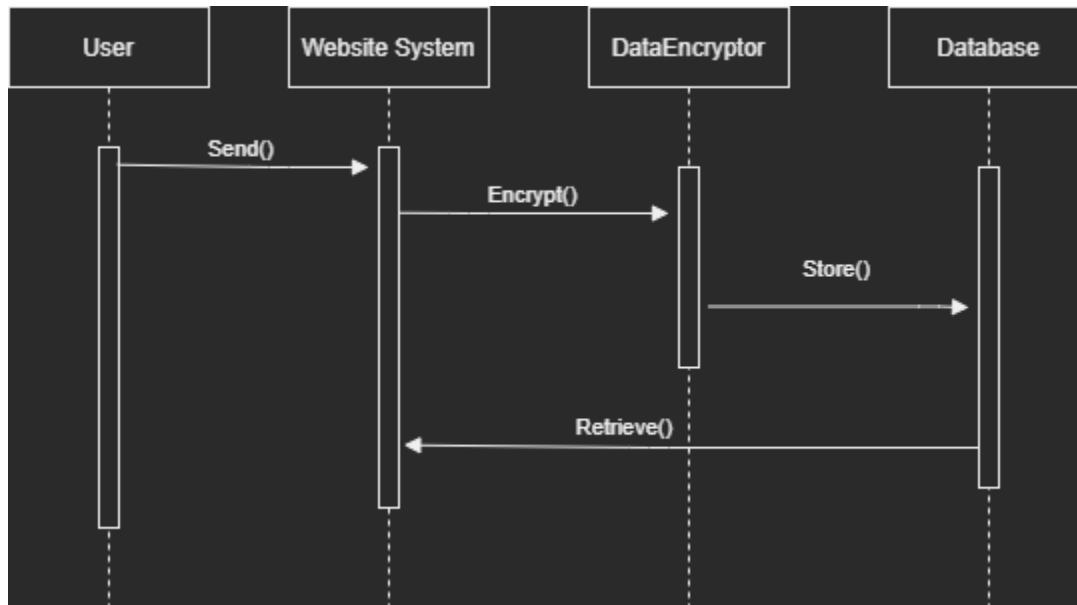 User
Website System
DataEncryptor
Database
Send()
Encrypt()
Store()
Retrieve()